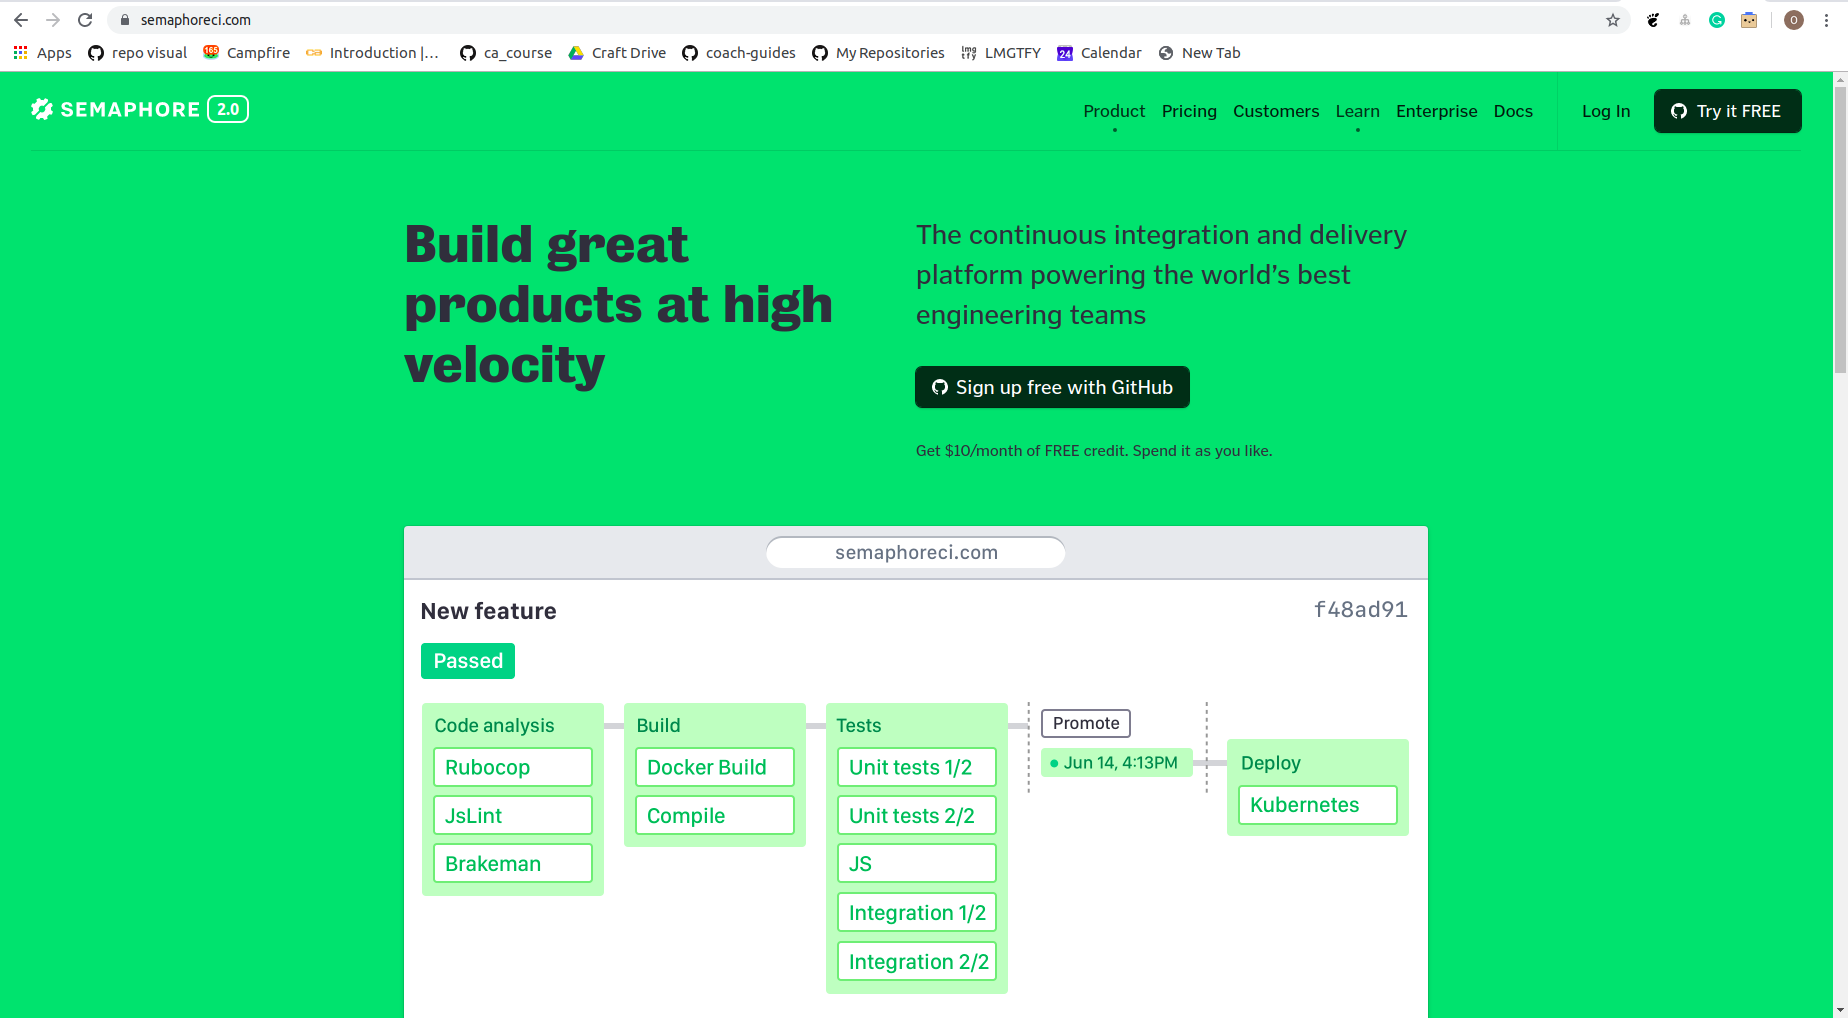 semaphoreci.com
Apps repo visual Campfire Introduction |... ca_course Craft Drive coach-guides My Repositories LMGTFY Calendar New Tab
SEMAPHORE 2.0
Product Pricing Customers Learn Enterprise Docs Log In Try it FREE
Build great
products at high
velocity
The continuous integration and delivery
platform powering the world’s best
engineering teams
Sign up free with GitHub
Get $10/month of FREE credit. Spend it as you like.
semaphoreci.com
New feature
f48ad91
Passed
Code analysis
Rubocop
JsLint
Brakeman
Build
Docker Build
Compile
Tests
Unit tests 1/2
Unit tests 2/2
JS
Integration 1/2
Integration 2/2
Promote
Jun 14, 4:13PM
Deploy
Kubernetes